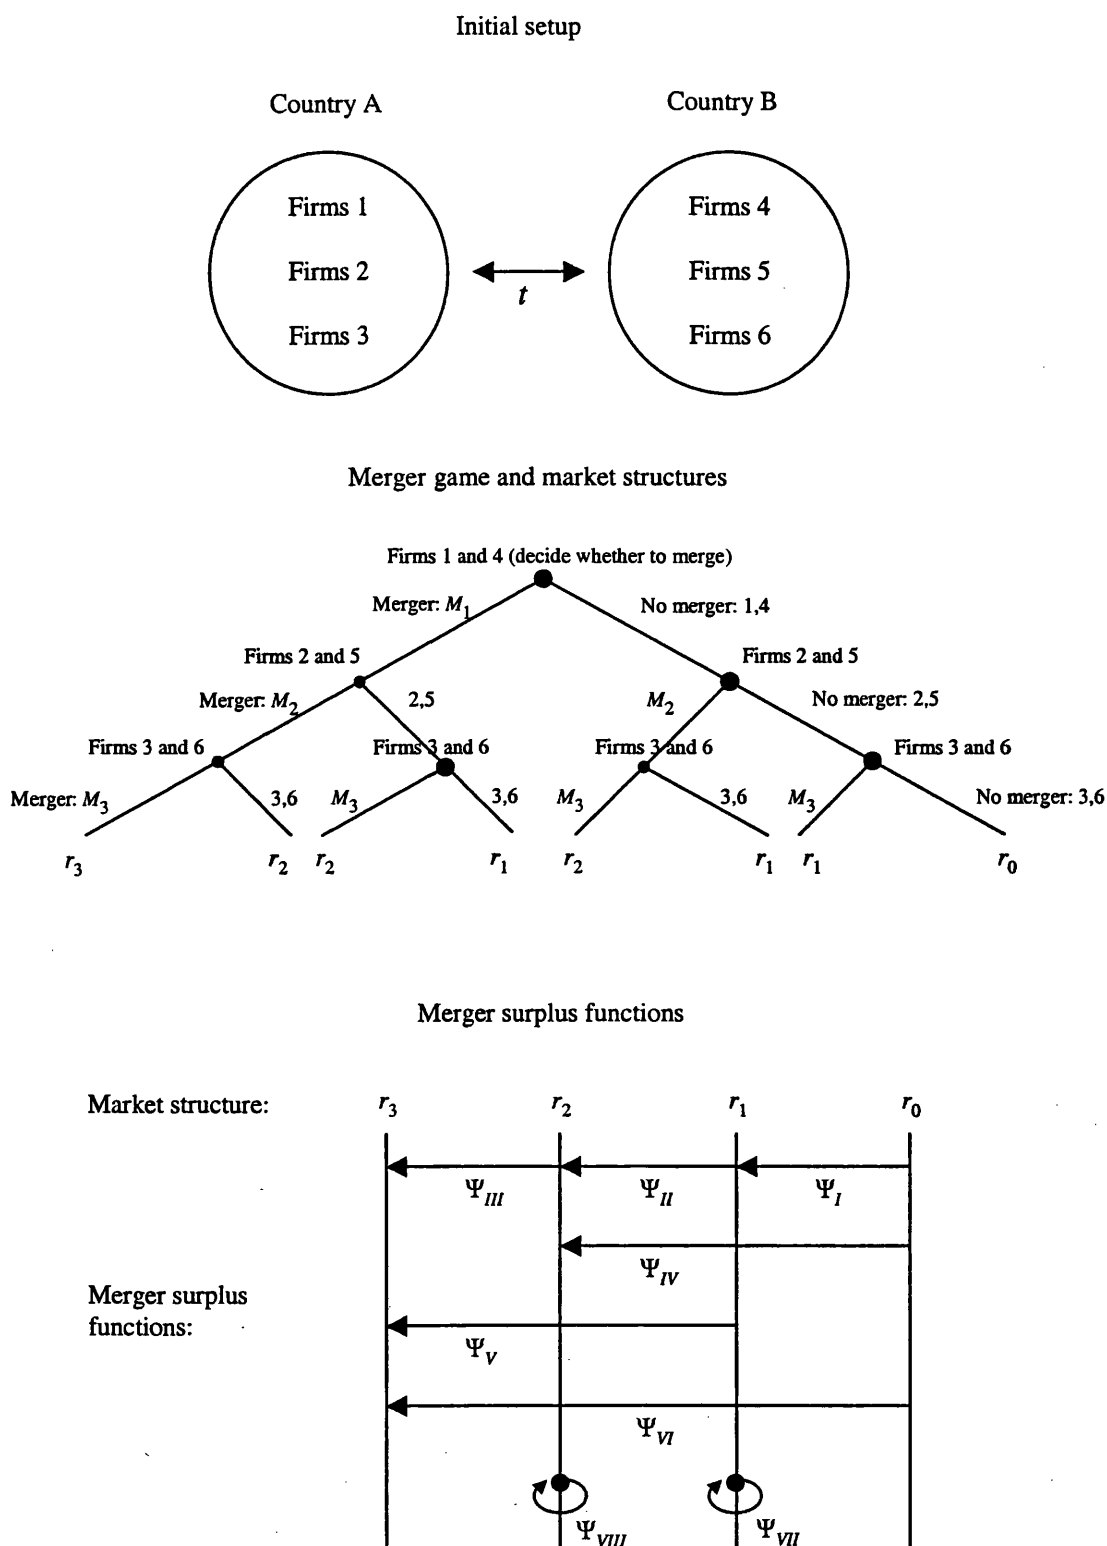 Initial setup
Country A
Country B
Firms 1
Firms 4
Firms 2
Firms 5
t
Firms 3
Firms 6
Merger game and market structures
Firms 1 and 4 (decide whether to merge)
Merger: M1
No merger: 1,4
Firms 2 and 5
Firms 2 and 5
Merger: M2
2,5
M2
No merger: 2,5
Firms 3 and 6
Firms 3 and 6
Firms 3 and 6
Firms 3 and 6
Merger: M3
3,6
M3
3,6
M3
3,6
M3
No merger: 3,6
r3
r2
r2
r1
r2
r1
r1
r0
Merger surplus functions
Market structure:
r3
r2
r1
r0
ΨIII
ΨII
ΨI
ΨIV
Merger surplus
functions:
ΨV
ΨVI
ΨVIII
ΨVII